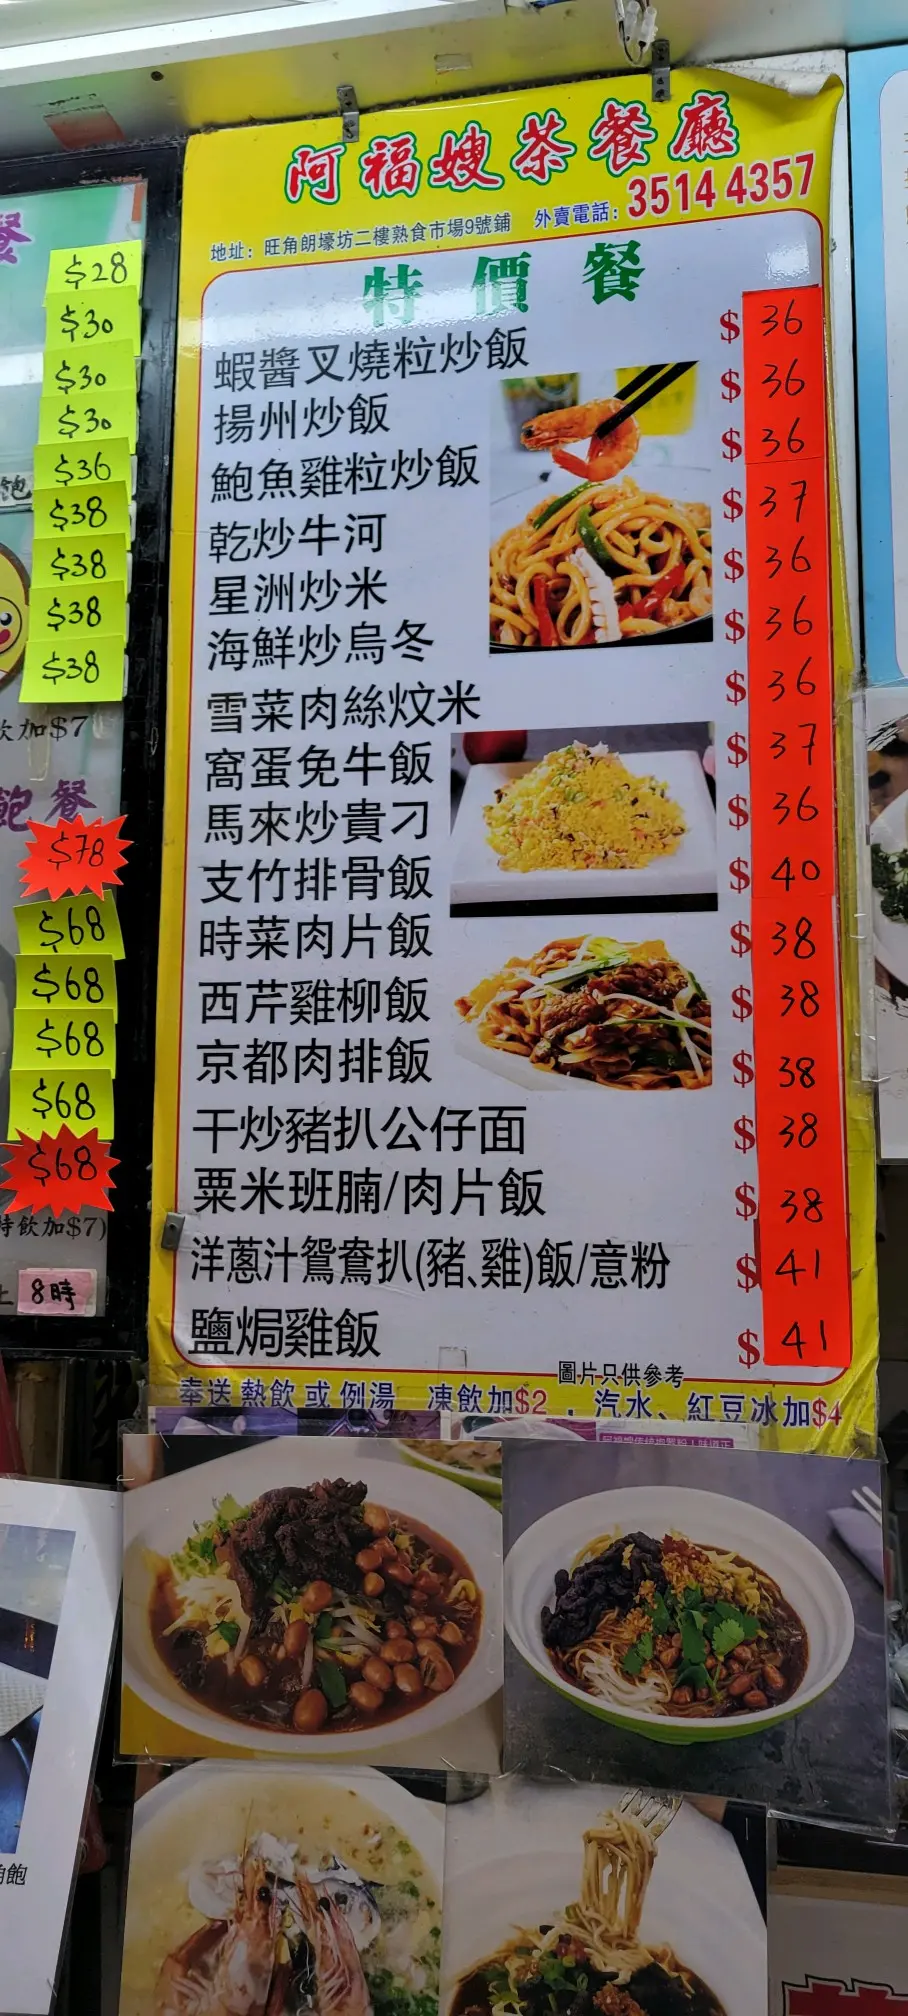 阿福嫂茶餐廳
地址：旺角朗壕坊二樓熟食市場9號鋪 外賣電話：3514 4357
特價餐
蝦醬叉燒粒炒飯 $ 36
揚州炒飯 $ 36
鮑魚雞粒炒飯 $ 36
乾炒牛河 $ 37
星洲炒米 $ 36
海鮮炒烏冬 $ 36
雪菜肉絲炆米 $ 36
窩蛋免牛飯 $ 37
馬來炒貴刁 $ 36
支竹排骨飯 $ 40
時菜肉片飯 $ 38
西芹雞柳飯 $ 38
京都肉排飯 $ 38
干炒豬扒公仔面 $ 38
粟米班腩/肉片飯 $ 38
洋蔥汁鴛鴦扒(豬、雞)飯/意粉 $ 41
鹽焗雞飯 $ 41
圖片只供參考
奉送熱飲或例湯 凍飲加$2 ﹐汽水、紅豆冰加$4
餐
$28
$30
$30
$30
$36
飽
$38
$38
$38
$38
飲加$7
飽餐
$78
$68
$68
$68
$68
$68
特飲加$7)
上 8時
飽